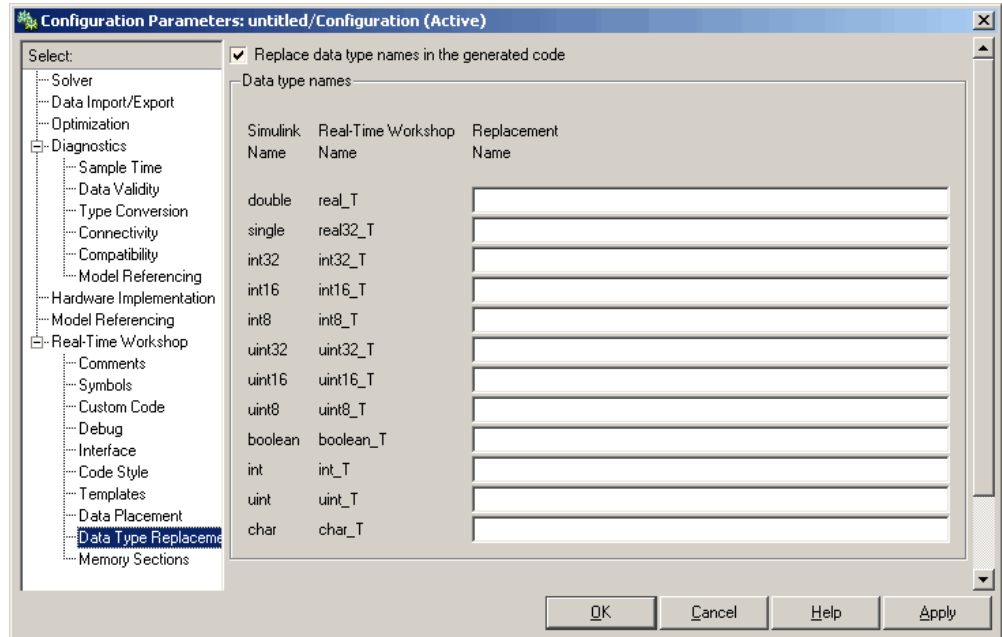 Configuration Parameters: untitled/Configuration (Active)
Select:
Solver
Data Import/Export
Optimization
Diagnostics
Sample Time
Data Validity
Type Conversion
Connectivity
Compatibility
Model Referencing
Hardware Implementation
Model Referencing
Real-Time Workshop
Comments
Symbols
Custom Code
Debug
Interface
Code Style
Templates
Data Placement
Data Type Replaceme
Memory Sections
Replace data type names in the generated code
Data type names
Simulink Real-Time Workshop Replacement
Name Name Name
double real_T
single real32_T
int32 int32_T
int16 int16_T
int8 int8_T
uint32 uint32_T
uint16 uint16_T
uint8 uint8_T
boolean boolean_T
int int_T
uint uint_T
char char_T
OK Cancel Help Apply